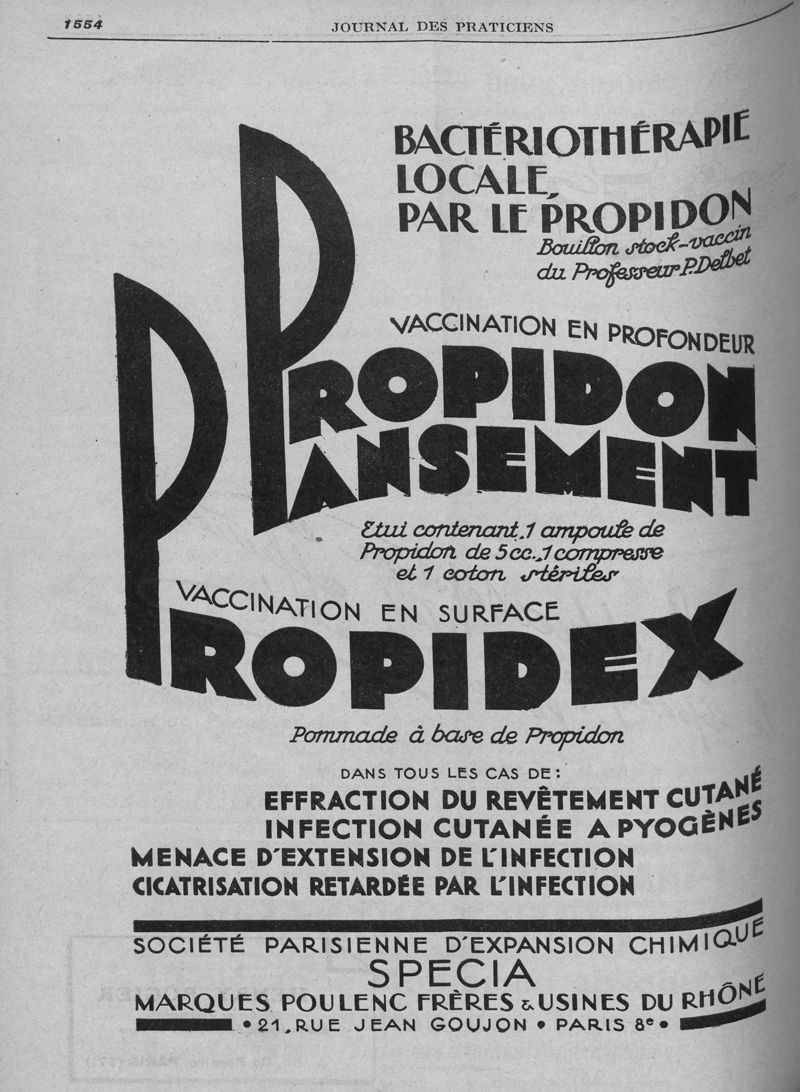 1554
JOURNAL DES PRATICIENS
BACTÉRIOTHÉRAPIE
LOCALE,
PAR LE PROPIDON
Bouillon stock-vaccin
du Professeur P. Delbet
VACCINATION EN PROFONDEUR
PROPIDON
PANSEMENT
Etui contenant.1 ampoule de
Propidon de 5cc.,1 compresse
et 1 coton stériles
VACCINATION EN SURFACE
PROPIDEX
Pommade à base de Propidon
DANS TOUS LES CAS DE:
EFFRACTION DU REVÊTEMENT CUTANÉ
INFECTION CUTANÉE A PYOGÈNES
MENACE D'EXTENSION DE L'INFECTION
CICATRISATION RETARDÉE PAR L'INFECTION
SOCIÉTÉ PARISIENNE D'EXPANSION CHIMIQUE
SPECIA
MARQUES POULENC FRÈRES & USINES DU RHÔNE
• 21, RUE JEAN GOUJON • PARIS 8e •